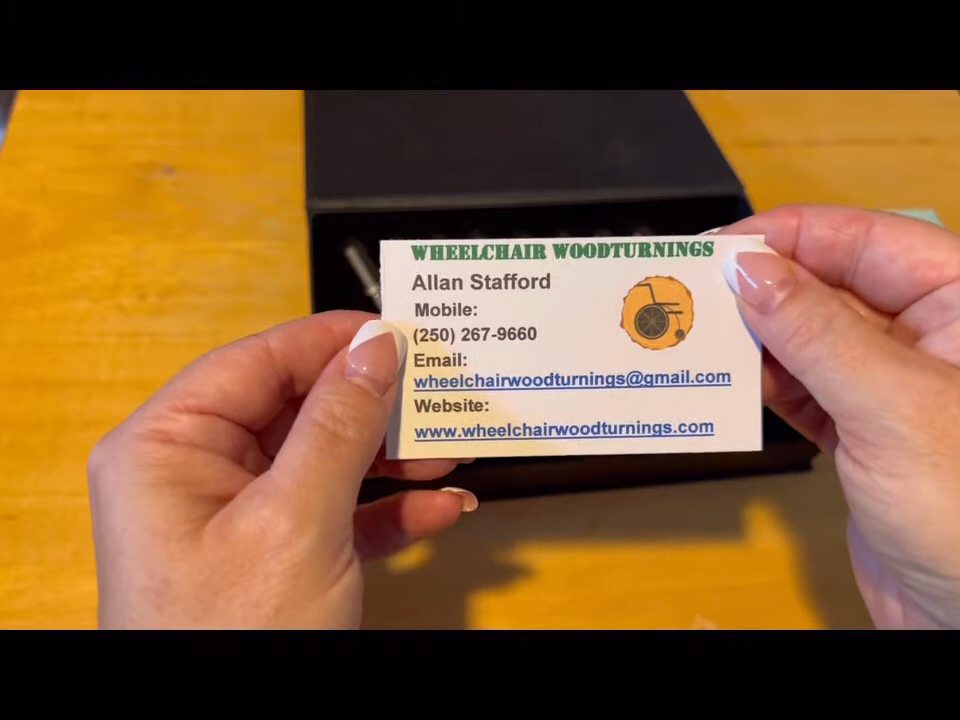 WHEELCHAIR WOODTURNINGS
Allan Stafford
Mobile:
(250) 267-9660
Email:
wheelchairwoodturnings@gmail.com
Website:
www.wheelchairwoodturnings.com